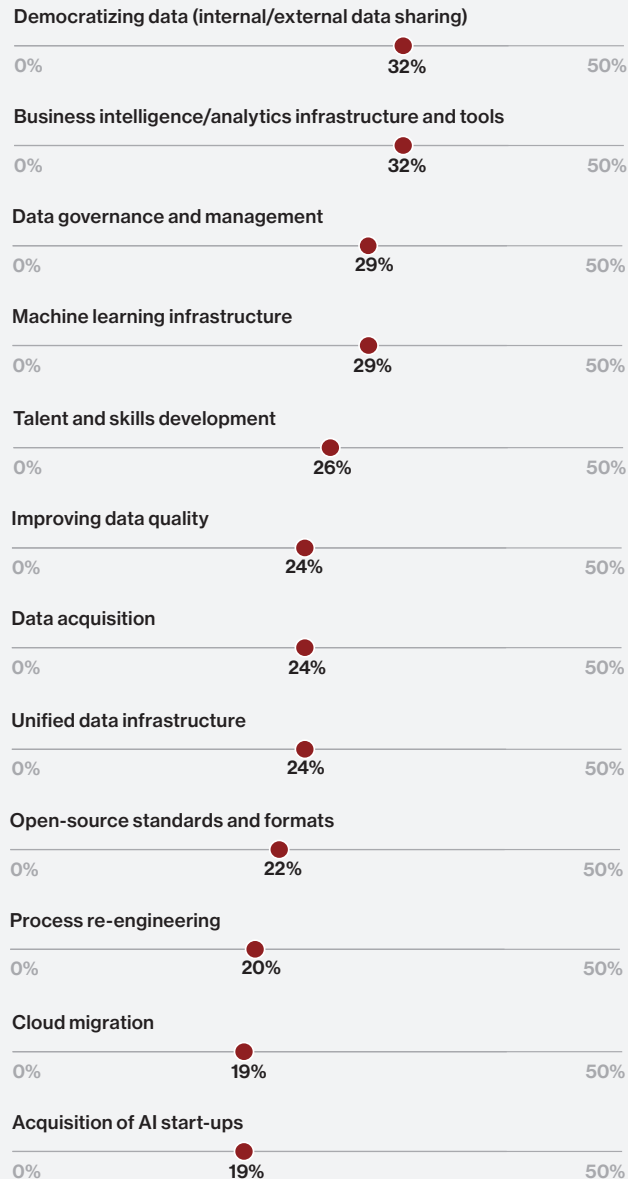 Democratizing data (internal/external data sharing)
0% 32% 50%
Business intelligence/analytics infrastructure and tools
0% 32% 50%
Data governance and management
0% 29% 50%
Machine learning infrastructure
0% 29% 50%
Talent and skills development
0% 26% 50%
Improving data quality
0% 24% 50%
Data acquisition
0% 24% 50%
Unified data infrastructure
0% 24% 50%
Open-source standards and formats
0% 22% 50%
Process re-engineering
0% 20% 50%
Cloud migration
0% 19% 50%
Acquisition of AI start-ups
0% 19% 50%